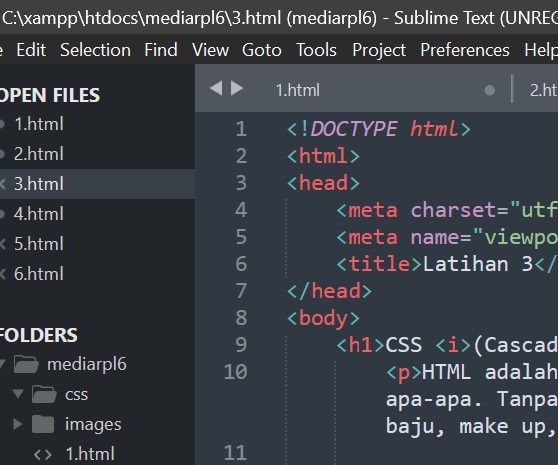 C:\xampp\htdocs\mediarpl6\3.html (mediarpl6) - Sublime Text (UNREG
Edit Selection Find View Goto Tools Project Preferences Help
OPEN FILES
1.html
2.html
3.html
4.html
5.html
6.html
FOLDERS
mediarpl6
css
images
<> 1.html
1.html 2.ht
1 <!DOCTYPE html>
2 <html>
3 <head>
4 <meta charset="utf
5 <meta name="viewpo
6 <title>Latihan 3</
7 </head>
8 <body>
9 <h1>CSS <i>(Cascad
10 <p>HTML adalah
apa-apa. Tanpa
baju, make up,
11